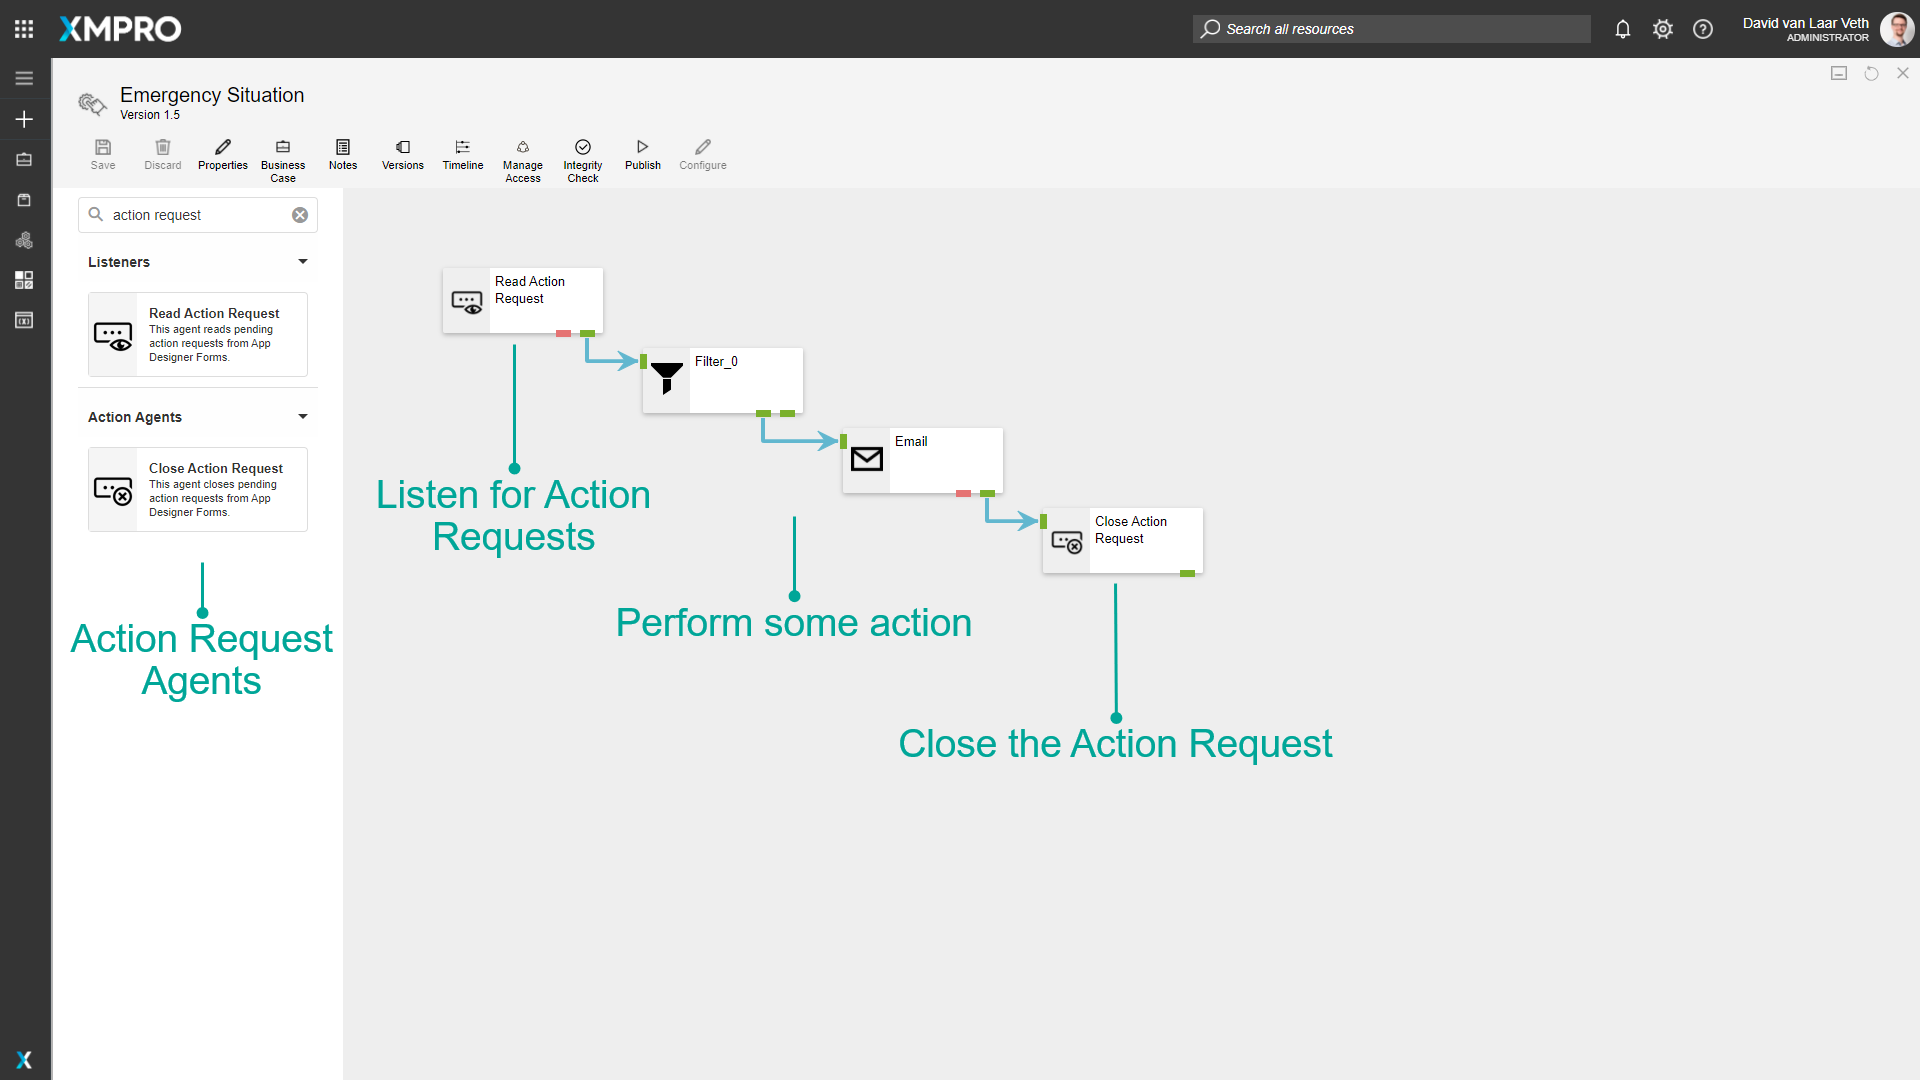 XMPRO
Search all resources
David van Laar Veth
ADMINISTRATOR
Emergency Situation
Version 1.5
Save
Discard
Properties
Business
Case
Notes
Versions
Timeline
Manage
Access
Integrity
Check
Publish
Configure
action request
Listeners
Read Action Request
This agent reads pending
action requests from App
Designer Forms.
Action Agents
Close Action Request
This agent closes pending
action requests from App
Designer Forms.
Action Request
Agents
Read Action
Request
Filter_0
Email
Close Action
Request
Listen for Action
Requests
Perform some action
Close the Action Request